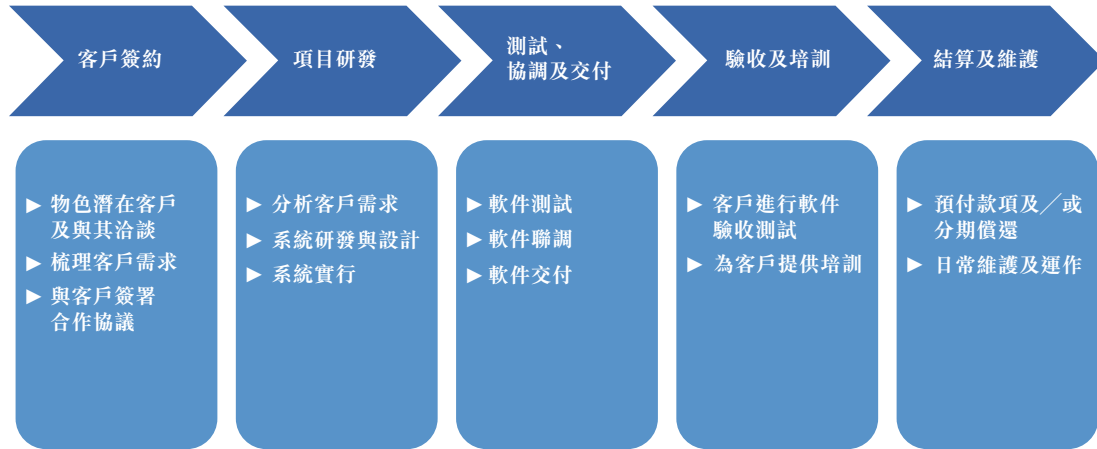 客戶簽約
項目研發
測試、
協調及交付
驗收及培訓
結算及維護
▶ 物色潛在客戶
及與其洽談
▶ 梳理客戶需求
▶ 與客戶簽署
合作協議
▶ 分析客戶需求
▶ 系統研發與設計
▶ 系統實行
▶ 軟件測試
▶ 軟件聯調
▶ 軟件交付
▶ 客戶進行軟件
驗收測試
▶ 為客戶提供培訓
▶ 預付款項及╱或
分期償還
▶ 日常維護及運作